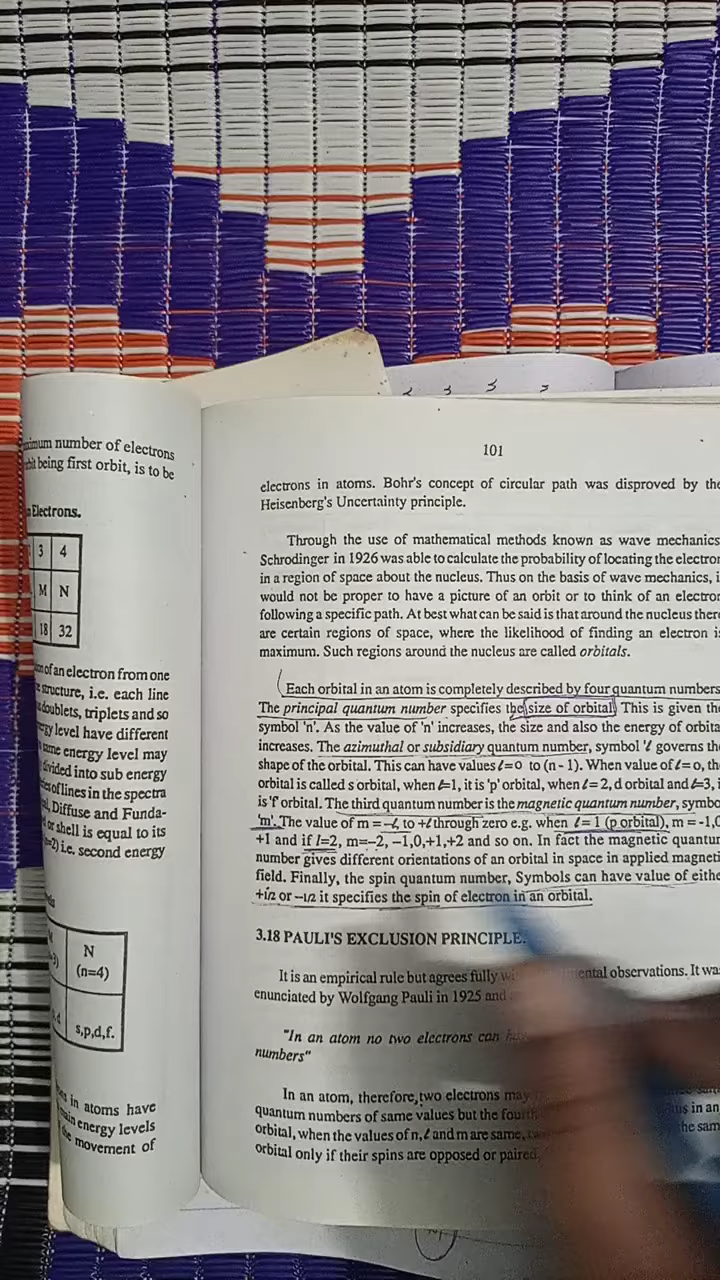 ximum number of electrons
bit being first orbit, is to be
Electrons.
3 4
M N
18 32
of an electron from one
structure, i.e. each line
doublets, triplets and so
gy level have different
same energy level may
divided into sub energy
of lines in the spectra
al, Diffuse and Funda-
or shell is equal to its
n=2) i.e. second energy
N
(n=4)
s,p,d,f.
in atoms have
main energy levels
the movement of
101
electrons in atoms. Bohr's concept of circular path was disproved by the
Heisenberg's Uncertainty principle.
Through the use of mathematical methods known as wave mechanics
Schrodinger in 1926 was able to calculate the probability of locating the electron
in a region of space about the nucleus. Thus on the basis of wave mechanics, i
would not be proper to have a picture of an orbit or to think of an electron
following a specific path. At best what can be said is that around the nucleus there
are certain regions of space, where the likelihood of finding an electron is
maximum. Such regions around the nucleus are called orbitals.
Each orbital in an atom is completely described by four quantum numbers
The principal quantum number specifies the size of orbital. This is given the
symbol 'n'. As the value of 'n' increases, the size and also the energy of orbita
increases. The azimuthal or subsidiary quantum number, symbol 'ℓ' governs the
shape of the orbital. This can have values ℓ=o to (n - 1). When value of ℓ=o, the
orbital is called s orbital, when ℓ=1, it is 'p' orbital, when ℓ=2, d orbital and ℓ=3, i
is 'f' orbital. The third quantum number is the magnetic quantum number, symbo
'm'. The value of m = -ℓ, to +ℓ through zero e.g. when ℓ=1 (p orbital), m = -1,0
+1 and if l=2, m=-2, -1,0,+1,+2 and so on. In fact the magnetic quantum
number gives different orientations of an orbital in space in applied magneti
field. Finally, the spin quantum number, Symbols can have value of eithe
+1/2 or -1/2 it specifies the spin of electron in an orbital.
3.18 PAULI'S EXCLUSION PRINCIPLE.
It is an empirical rule but agrees fully mental observations. It was
enunciated by Wolfgang Pauli in 1925 and
"In an atom no two electrons can
numbers"
In an atom, therefore, two electrons may
quantum numbers of same values but the fourth in an
orbital, when the values of n, ℓ and m are same, the sam
orbital only if their spins are opposed or paired.